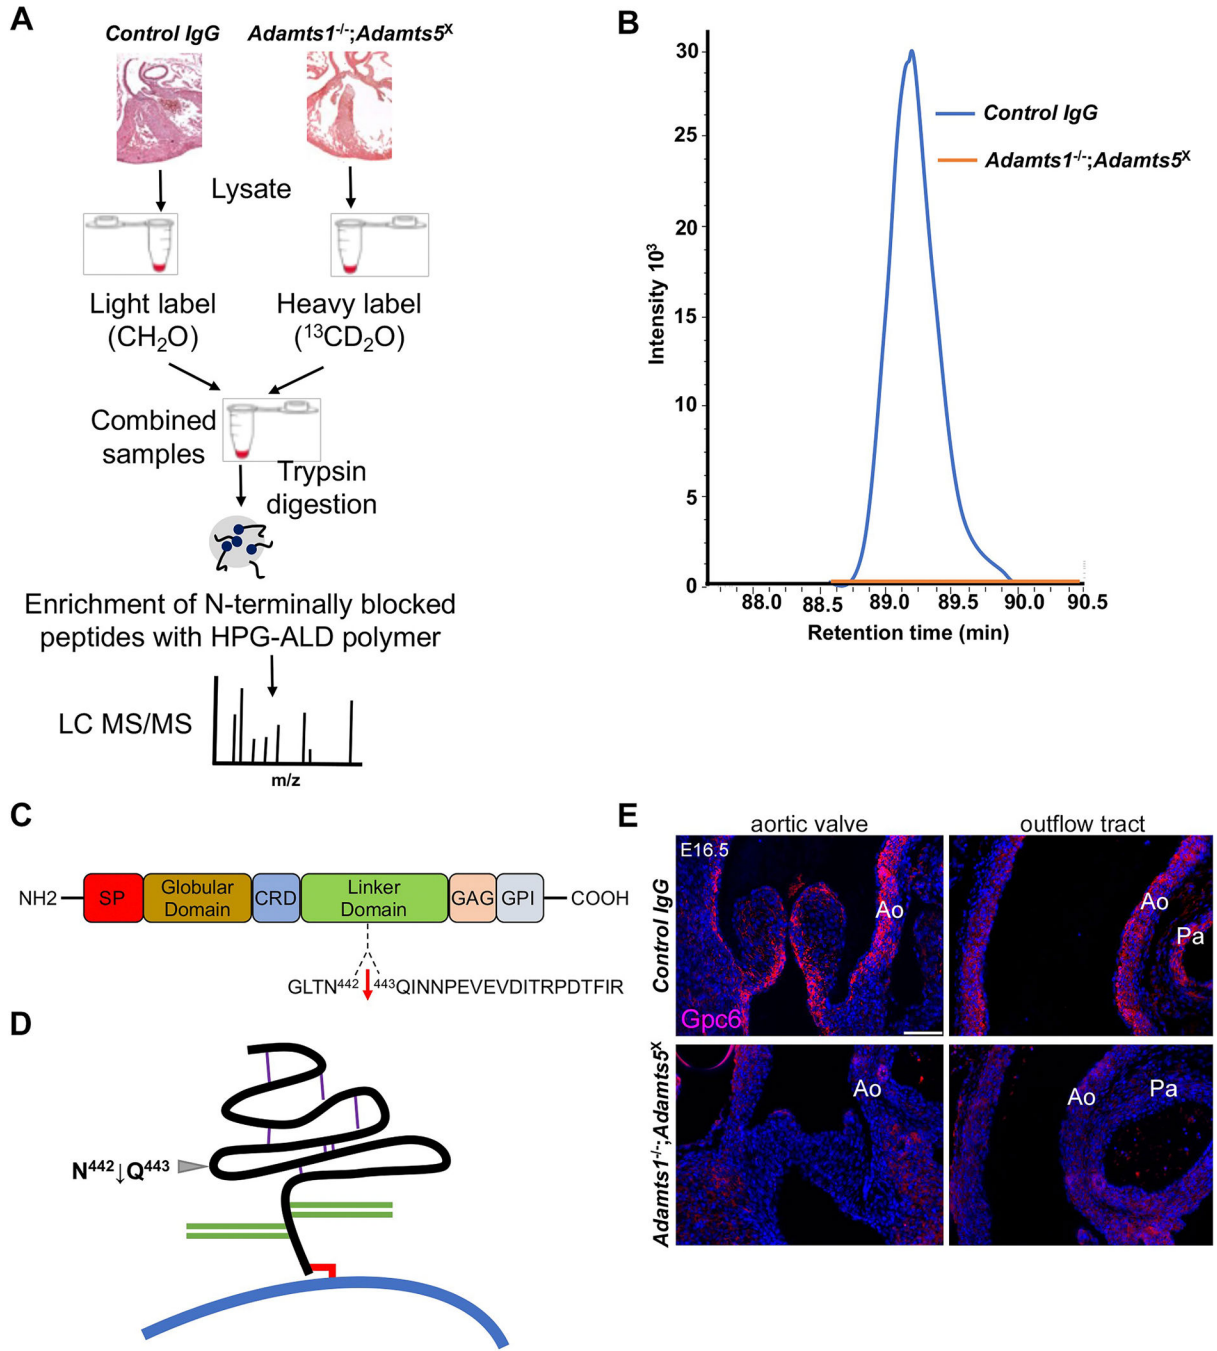 A
Control IgG
Adamts1-/-;Adamts5X
Lysate
Light label
(CH2O)
Heavy label
(13CD2O)
Combined
samples
Trypsin
digestion
Enrichment of N-terminally blocked
peptides with HPG-ALD polymer
LC MS/MS
m/z
B
30
25
20
15
10
5
0
Intensity 10³
Control IgG
Adamts1-/-;Adamts5X
88.0 88.5 89.0 89.5 90.0 90.5
Retention time (min)
C
NH2
SP
Globular
Domain
CRD
Linker
Domain
GAG
GPI
COOH
GLTN442 ↓ 443QINNPEVEVDITRPDTFIR
D
N442↓Q443
E
aortic valve
outflow tract
Control IgG
E16.5
Ao
Gpc6
Ao
Pa
Adamts1-/-;Adamts5X
Ao
Ao
Pa